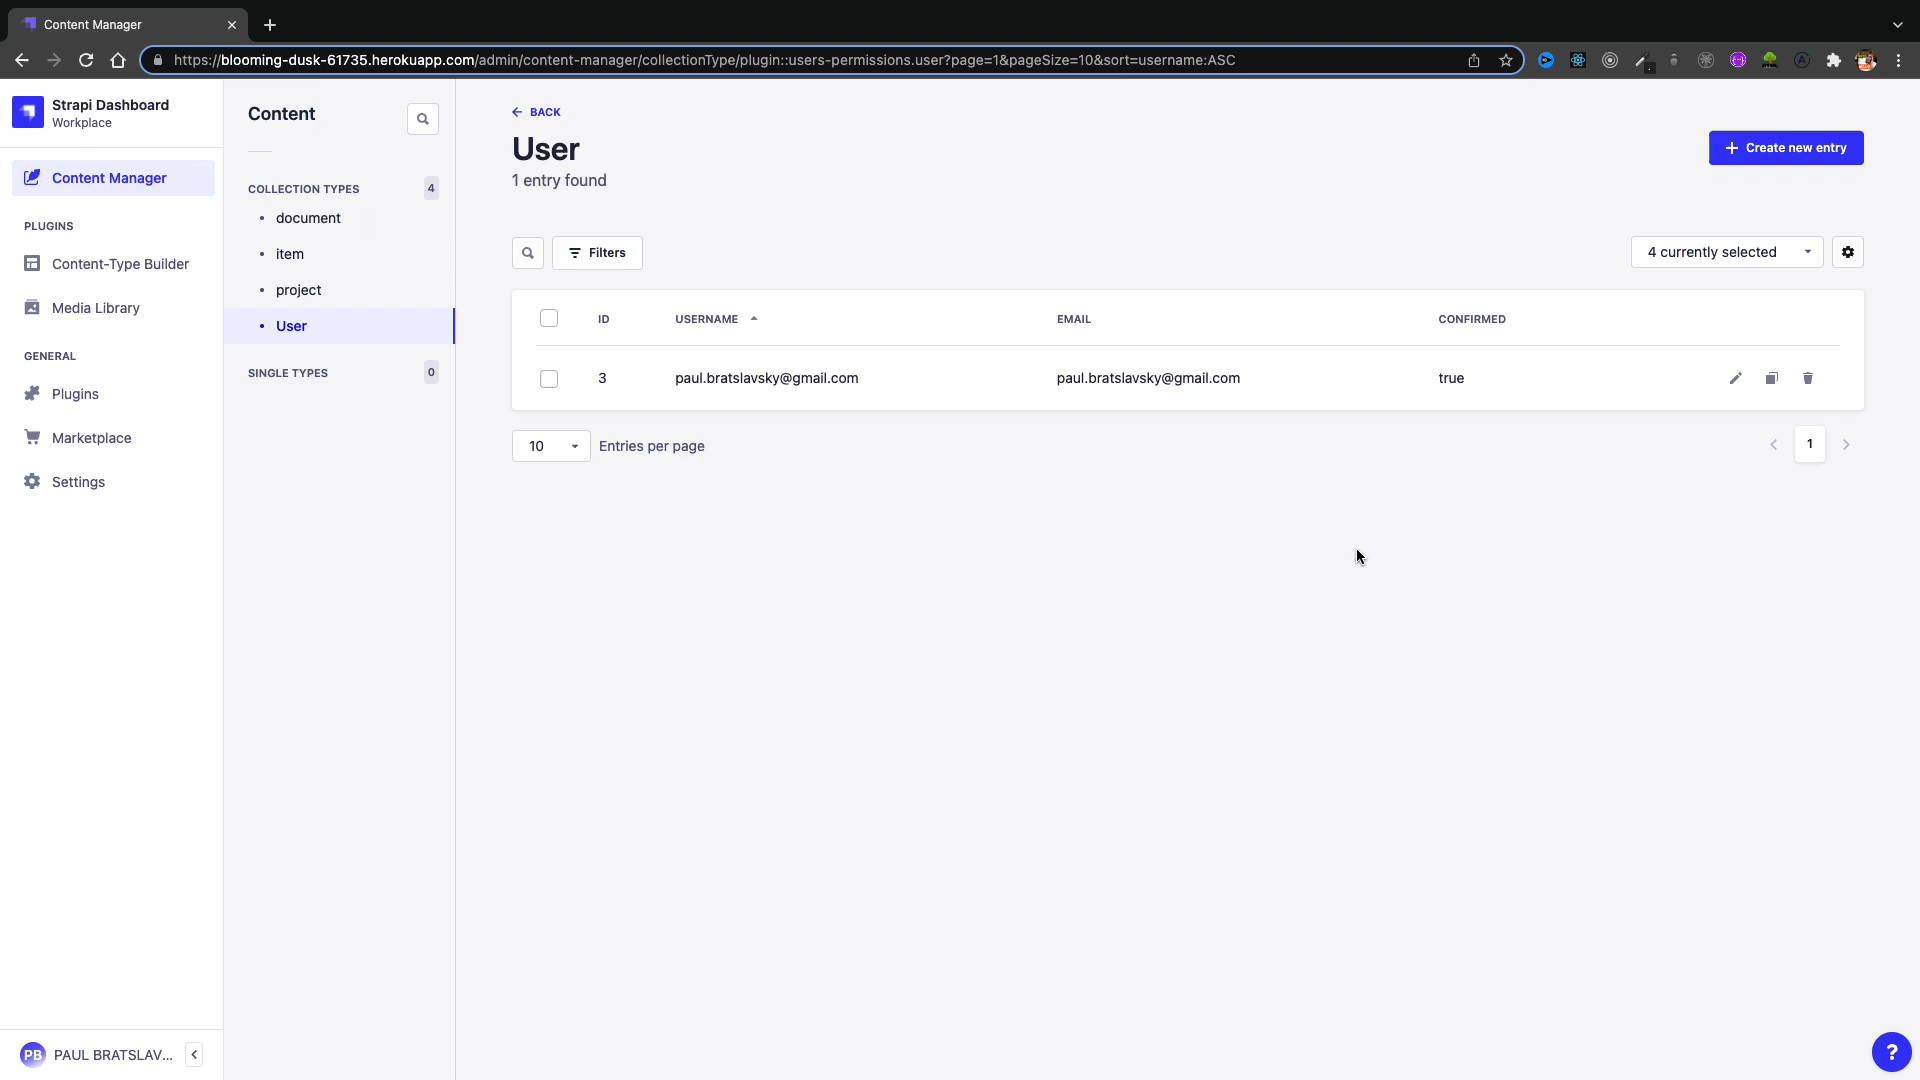 Content Manager
https://blooming-dusk-61735.herokuapp.com/admin/content-manager/collectionType/plugin::users-permissions.user?page=1&pageSize=10&sort=username:ASC
Strapi Dashboard
Workplace
Content Manager
PLUGINS
Content-Type Builder
Media Library
GENERAL
Plugins
Marketplace
Settings
PB PAUL BRATSLAV...
Content
COLLECTION TYPES 4
document
item
project
User
SINGLE TYPES 0
BACK
User
1 entry found
Create new entry
Filters
4 currently selected
ID USERNAME EMAIL CONFIRMED
3 paul.bratslavsky@gmail.com paul.bratslavsky@gmail.com true
10 Entries per page
1
?